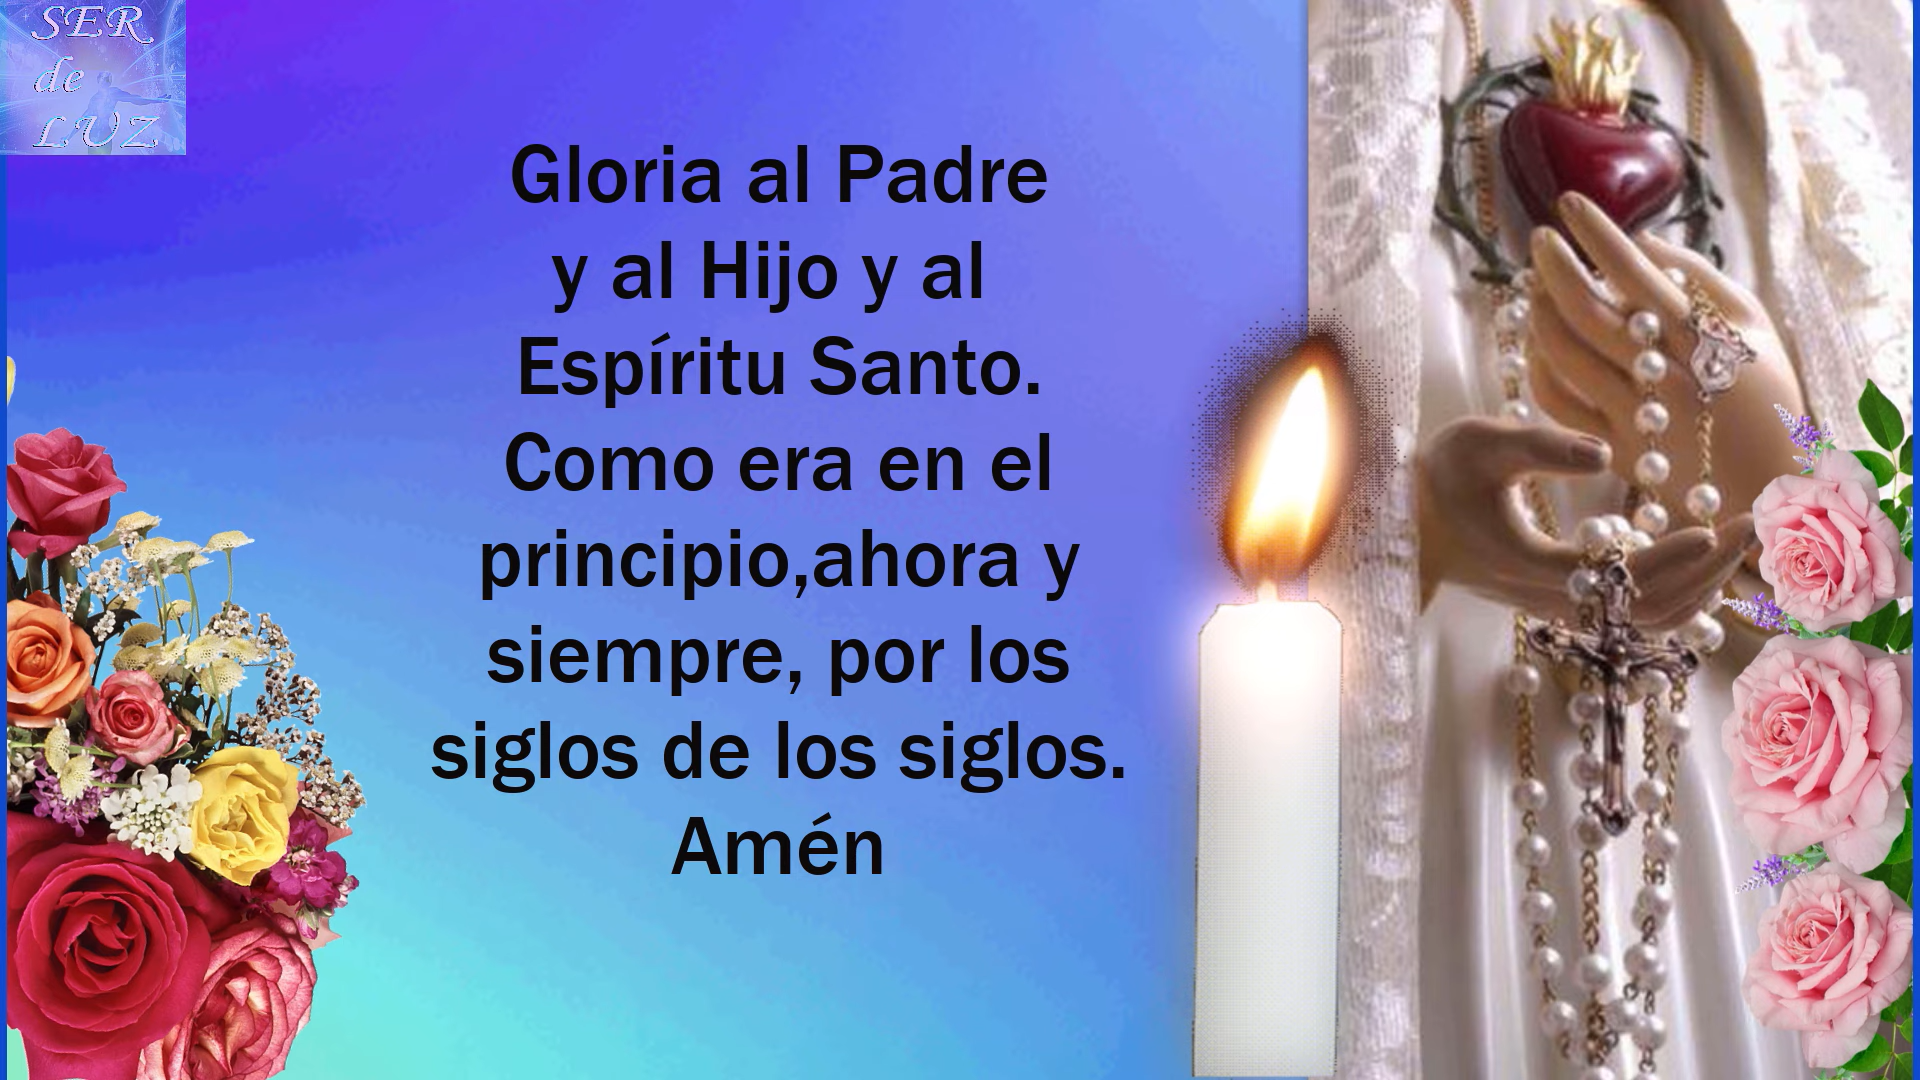 SER
de
LUZ
Gloria al Padre
y al Hijo y al
Espíritu Santo.
Como era en el
principio,ahora y
siempre, por los
siglos de los siglos.
Amén